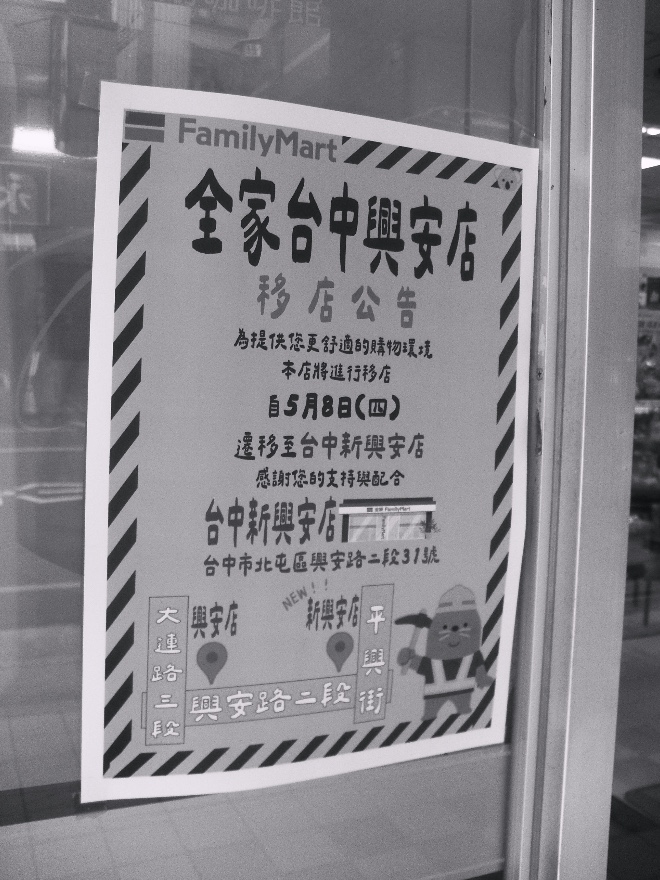 FamilyMart
全家台中興安店
移店公告
為提供您更舒適的購物環境
本店將進行移店
自5月8日(四)
遷移至台中新興安店
感謝您的支持與配合
台中新興安店
FamilyMart
台中市北屯區興安路二段31號
NEW!!
興安店
新興安店
大連路三段
興安路二段
平興街
永